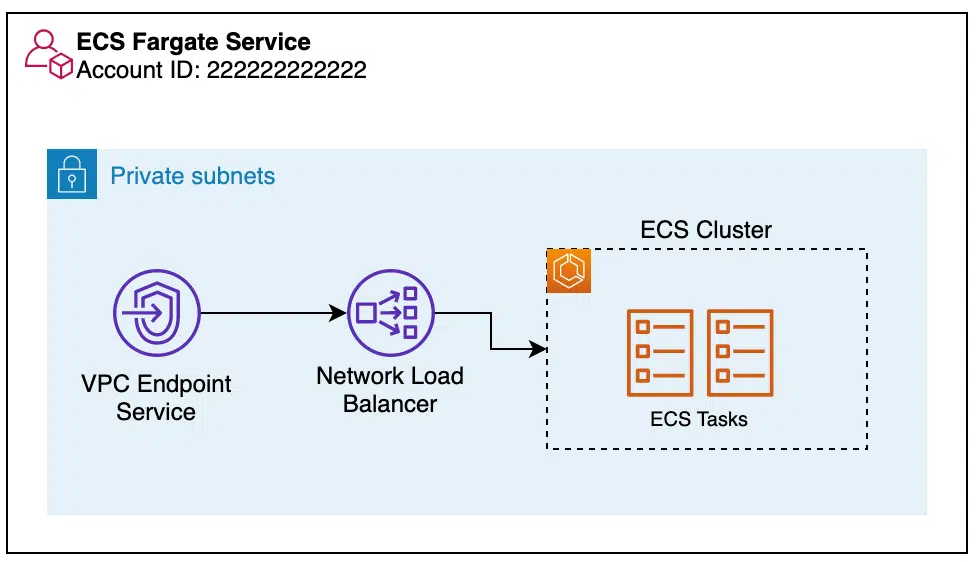 ECS Fargate Service
Account ID: 222222222222
Private subnets
ECS Cluster
VPC Endpoint
Service
Network Load
Balancer
ECS Tasks